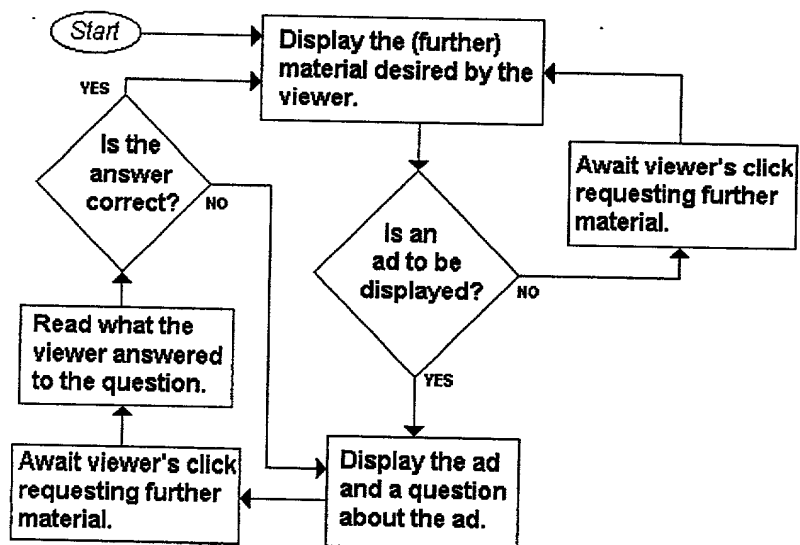 Start
Display the (further)
material desired by the
viewer.
YES
Is the
answer
correct?
NO
Await viewer's click
requesting further
material.
Is an
ad to be
displayed?
NO
Read what the
viewer answered
to the question.
YES
Await viewer's click
requesting further
material.
Display the ad
and a question
about the ad.